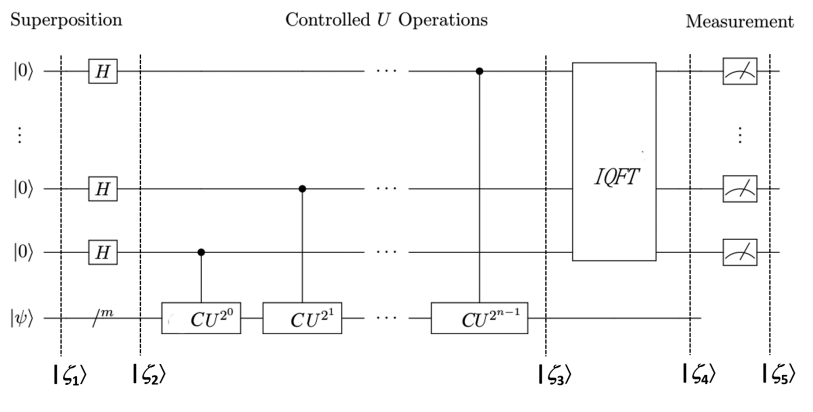 Superposition Controlled U Operations Measurement
|0⟩ H ···
⋮ ⋮
|0⟩ H ··· IQFT
|0⟩ H ···
|ψ⟩ /ᵐ CU^{2^0} CU^{2^1} ··· CU^{2^{n−1}}
|ζ₁⟩ |ζ₂⟩ |ζ₃⟩ |ζ₄⟩ |ζ₅⟩